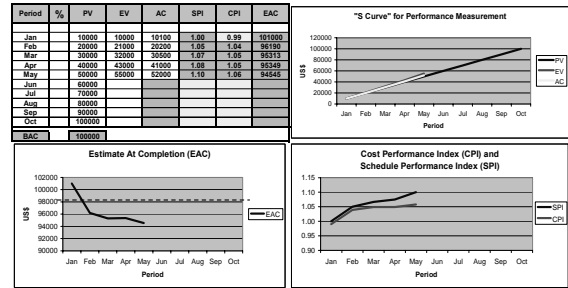 Period % PV EV AC SPI CPI EAC
Jan 10000 10000 10100 1.00 0.99 101000
Feb 20000 21000 20200 1.05 1.04 96190
Mar 30000 32000 30500 1.07 1.05 95313
Apr 40000 43000 41000 1.08 1.05 95349
May 50000 55000 52000 1.10 1.06 94545
Jun 60000
Jul 70000
Aug 80000
Sep 90000
Oct 100000
BAC 100000
"S Curve" for Performance Measurement
US$
120000
100000
80000
60000
40000
20000
0
Jan Feb Mar Apr May Jun Jul Aug Sep Oct
Period
PV
EV
AC
Estimate At Completion (EAC)
US$
102000
100000
98000
96000
94000
92000
90000
Jan Feb Mar Apr May Jun Jul Aug Sep Oct
Period
EAC
Cost Performance Index (CPI) and
Schedule Performance Index (SPI)
1.15
1.10
1.05
1.00
0.95
0.90
Jan Feb Mar Apr May Jun Jul Aug Sep Oct
Period
SPI
CPI